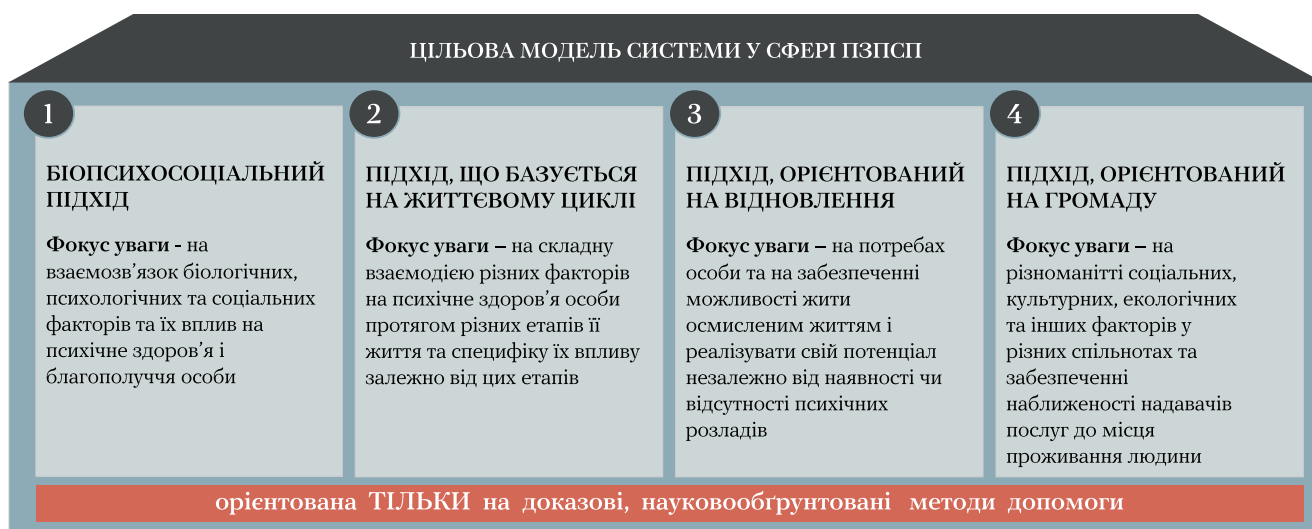 ЦІЛЬОВА МОДЕЛЬ СИСТЕМИ У СФЕРІ ПЗПСП
1
БІОПСИХОСОЦІАЛЬНИЙ
ПІДХІД
Фокус уваги - на
взаємозв’язок біологічних,
психологічних та соціальних
факторів та їх вплив на
психічне здоров’я і
благополуччя особи
2
ПІДХІД, ЩО БАЗУЄТЬСЯ
НА ЖИТТЄВОМУ ЦИКЛІ
Фокус уваги – на складну
взаємодією різних факторів
на психічне здоров’я особи
протягом різних етапів її
життя та специфіку їх впливу
залежно від цих етапів
3
ПІДХІД, ОРІЄНТОВАНИЙ
НА ВІДНОВЛЕННЯ
Фокус уваги – на потребах
особи та на забезпеченні
можливості жити
осмисленим життям і
реалізувати свій потенціал
незалежно від наявності чи
відсутності психічних
розладів
4
ПІДХІД, ОРІЄНТОВАНИЙ
НА ГРОМАДУ
Фокус уваги – на
різноманітті соціальних,
культурних, екологічних
та інших факторів у
різних спільнотах та
забезпеченні
наближеності надавачів
послуг до місця
проживання людини
орієнтована ТІЛЬКИ на доказові, науковообґрунтовані методи допомоги